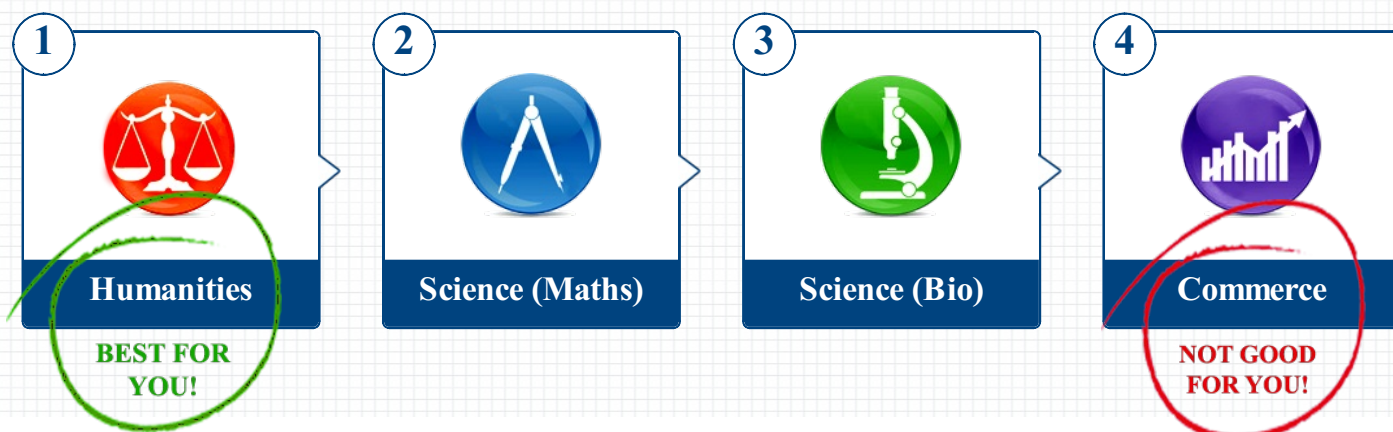 1
2
3
4
Humanities
Science (Maths)
Science (Bio)
Commerce
BEST FOR
YOU!
NOT GOOD
FOR YOU!